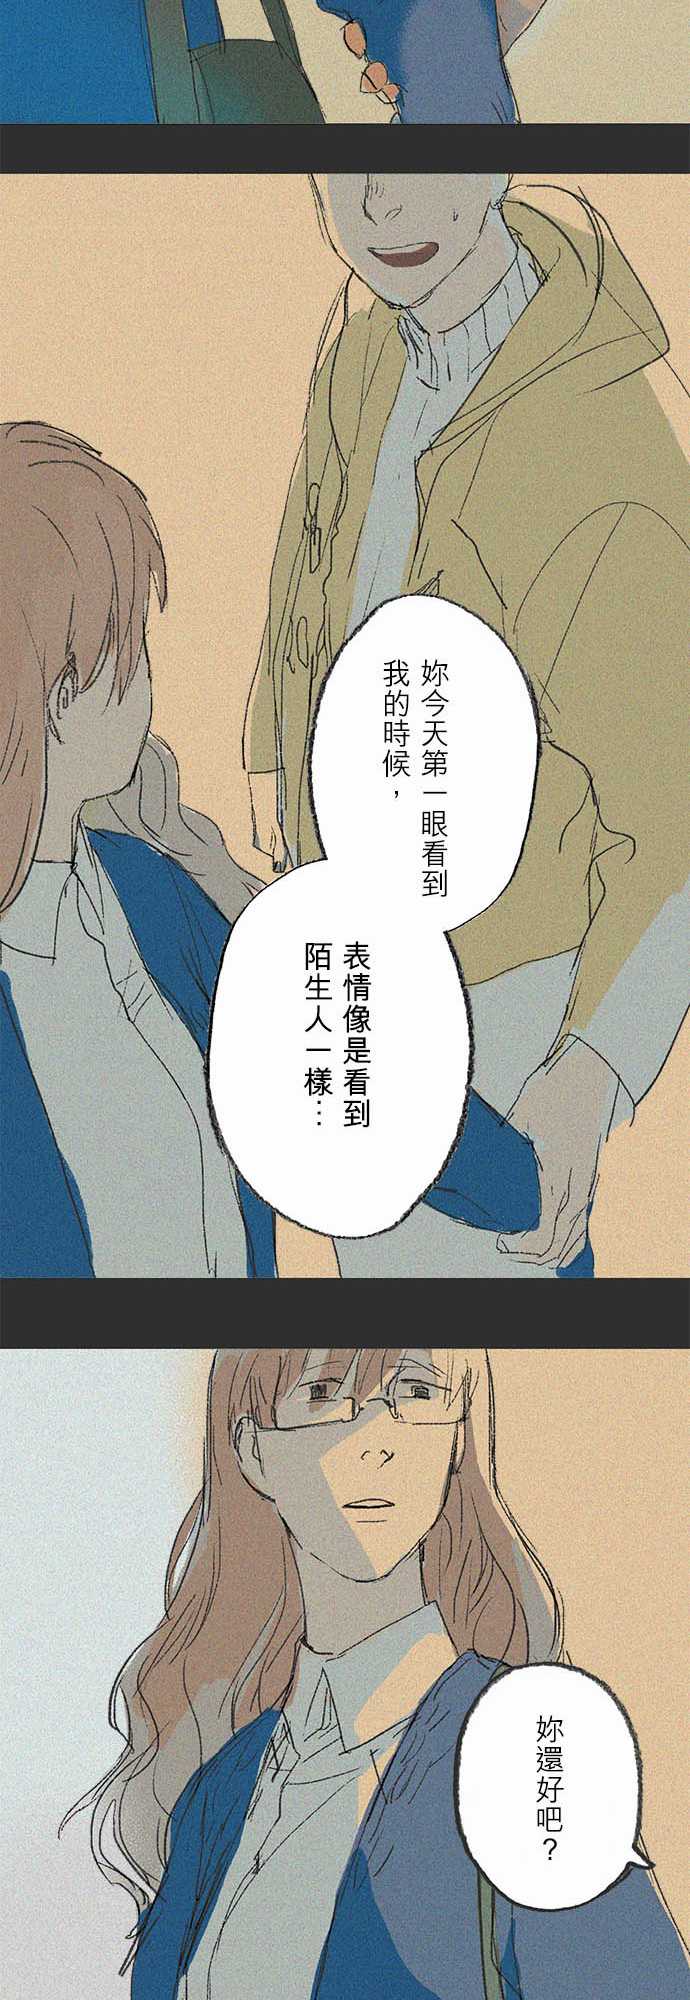 妳今天第一眼看到
我的時候，
表情像是看到
陌生人一樣…
妳還好吧？